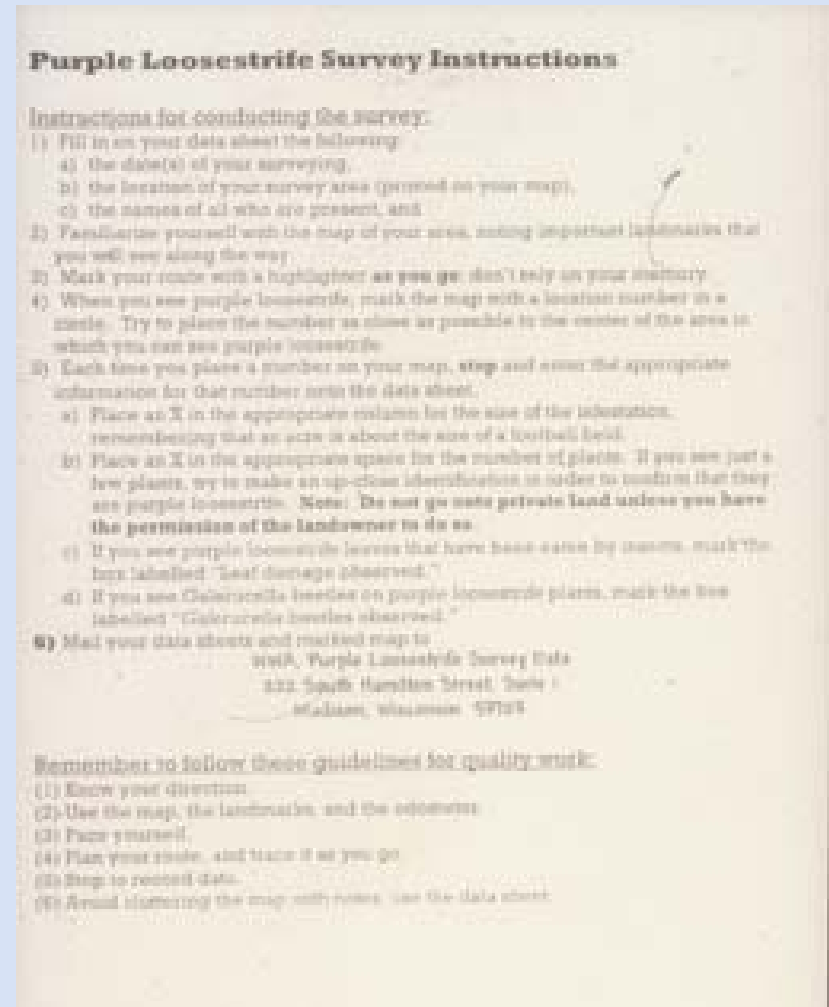 Purple Loosestrife Survey Instructions
Instructions for conducting the survey:
1) Fill in on your data sheet the following:
a) the date(s) of your surveying,
b) the location of your survey area (printed on your map),
c) the names of all who are present, and
2) Familiarize yourself with the map of your area, noting important landmarks that
you will see along the way.
3) Mark your route with a highlighter as you go; don't rely on your memory.
4) When you see purple loosestrife, mark the map with a location number in a
circle. Try to place the number as close as possible to the center of the area in
which you can see purple loosestrife.
5) Each time you place a number on your map, stop and enter the appropriate
information for that number onto the data sheet.
a) Place an X in the appropriate column for the size of the infestation,
remembering that an acre is about the size of a football field.
b) Place an X in the appropriate space for the number of plants. If you see just a
few plants, try to make an up-close identification in order to confirm that they
are purple loosestrife. Note: Do not go onto private land unless you have
the permission of the landowner to do so.
c) If you see purple loosestrife leaves that have been eaten by insects, mark the
box labelled "Leaf damage observed."
d) If you see Galerucella beetles on purple loosestrife plants, mark the box
labelled "Galerucella beetles observed."
6) Mail your data sheets and marked map to
Purple Loosestrife Survey Data
South Hamilton Street, Suite
Madison, Wisconsin
Remember to follow these guidelines for quality work:
(1) Know your direction.
(2) Use the map, the landmarks, and the odometer.
(3) Pace yourself.
(4) Plan your route, and trace it as you go.
(5) Stop to record data.
(6) Avoid cluttering the map with notes; use the data sheet.